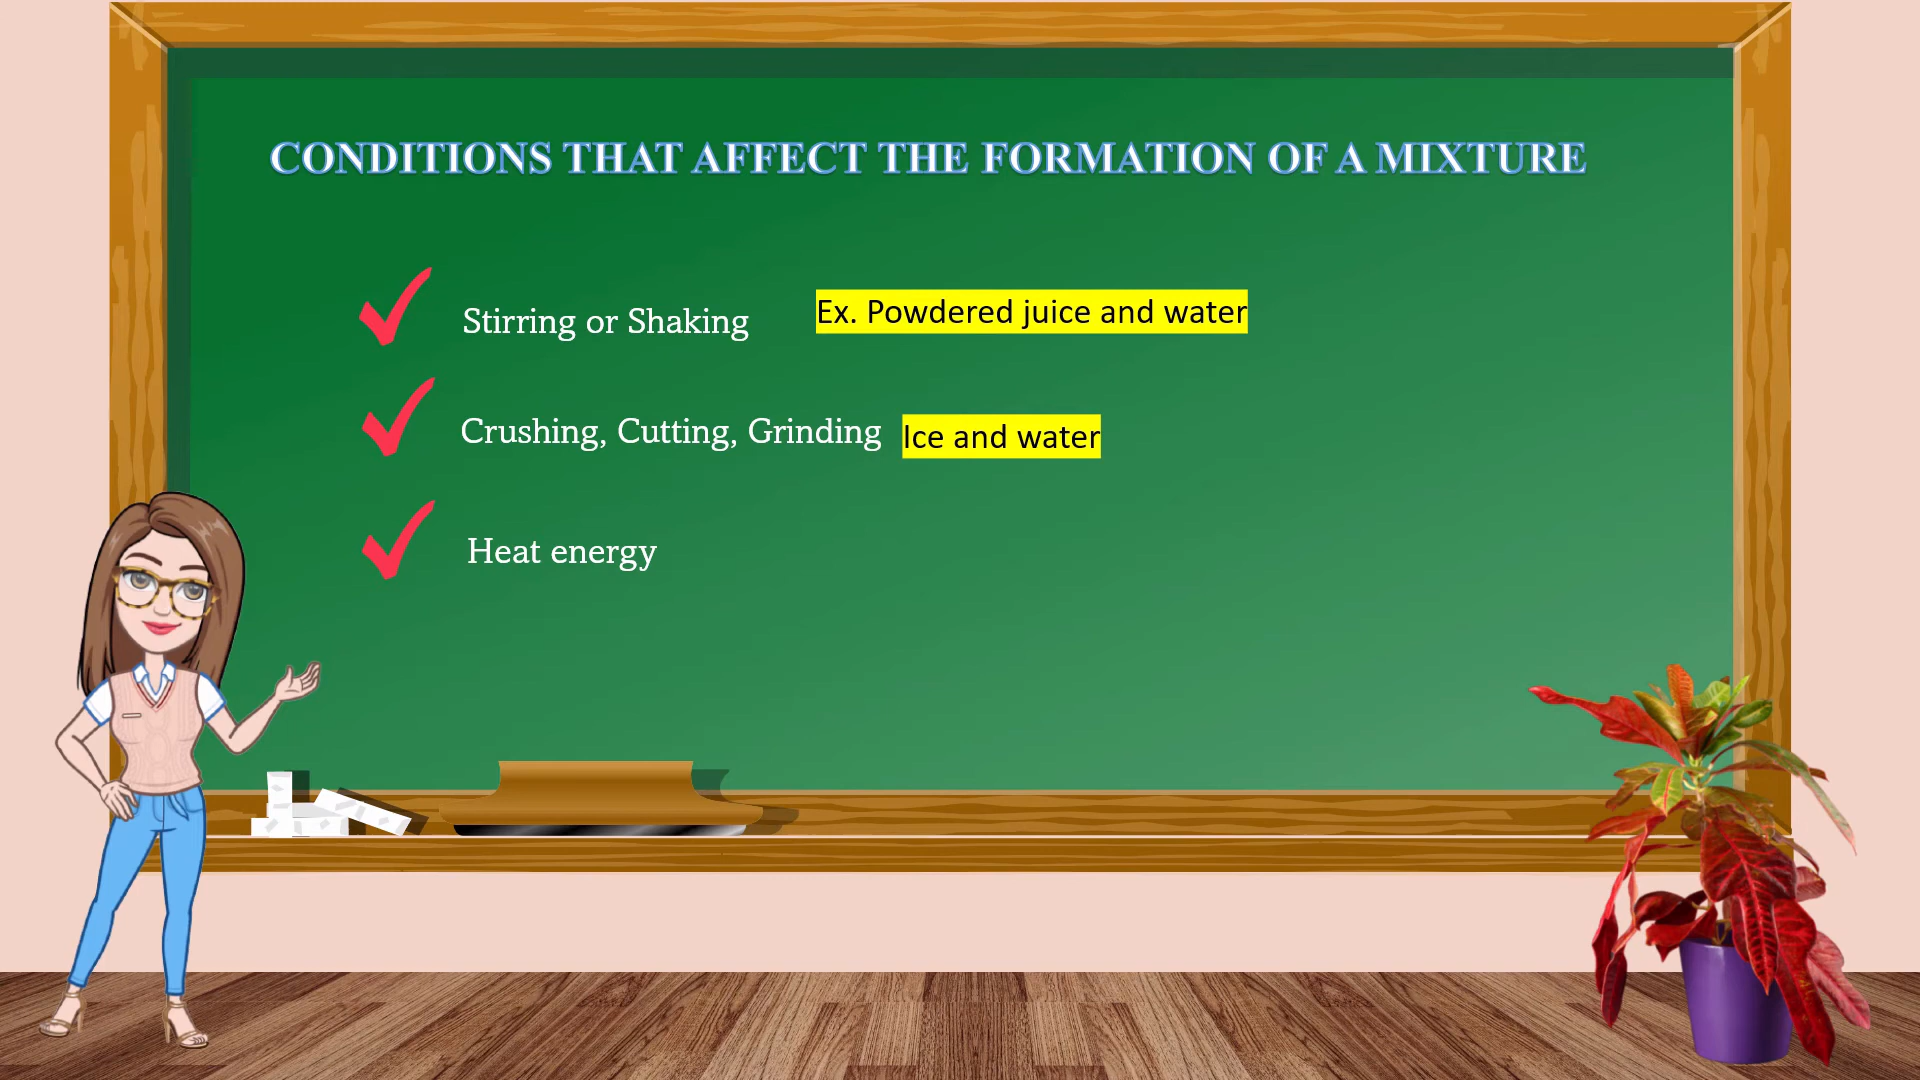 CONDITIONS THAT AFFECT THE FORMATION OF A MIXTURE
Stirring or Shaking Ex. Powdered juice and water
Crushing, Cutting, Grinding Ice and water
Heat energy